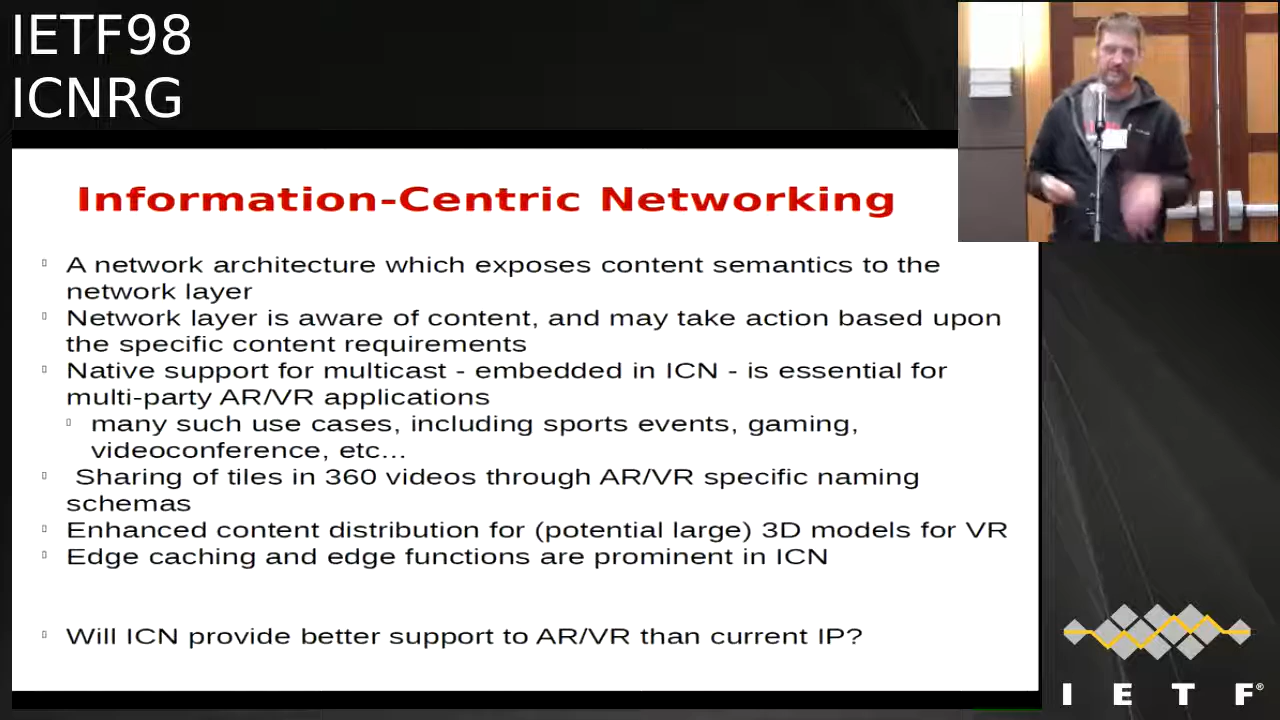 IETF98
ICNRG
Information-Centric Networking
A network architecture which exposes content semantics to the
network layer
Network layer is aware of content, and may take action based upon
the specific content requirements
Native support for multicast - embedded in ICN - is essential for
multi-party AR/VR applications
many such use cases, including sports events, gaming,
videoconference, etc...
Sharing of tiles in 360 videos through AR/VR specific naming
schemas
Enhanced content distribution for (potential large) 3D models for VR
Edge caching and edge functions are prominent in ICN
Will ICN provide better support to AR/VR than current IP?
I E T F®